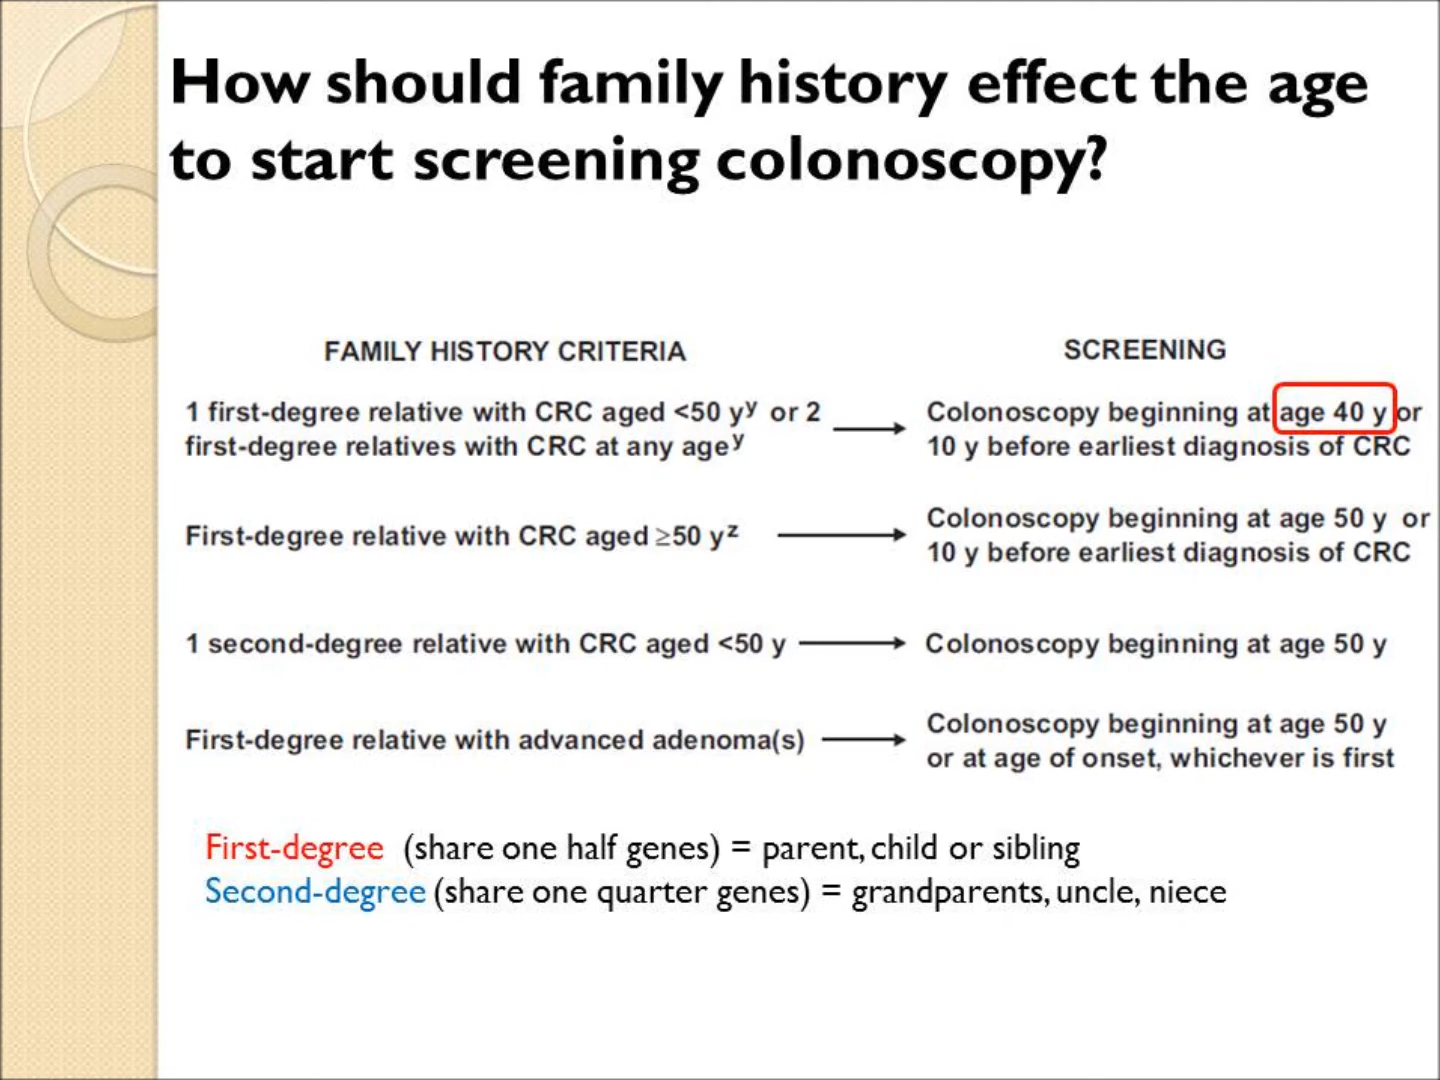 How should family history effect the age
to start screening colonoscopy?
FAMILY HISTORY CRITERIA
SCREENING
1 first-degree relative with CRC aged <50 yʸ or 2
first-degree relatives with CRC at any ageʸ
Colonoscopy beginning at age 40 y or
10 y before earliest diagnosis of CRC
First-degree relative with CRC aged ≥50 yᶻ
Colonoscopy beginning at age 50 y or
10 y before earliest diagnosis of CRC
1 second-degree relative with CRC aged <50 y
Colonoscopy beginning at age 50 y
First-degree relative with advanced adenoma(s)
Colonoscopy beginning at age 50 y
or at age of onset, whichever is first
First-degree (share one half genes) = parent, child or sibling
Second-degree (share one quarter genes) = grandparents, uncle, niece